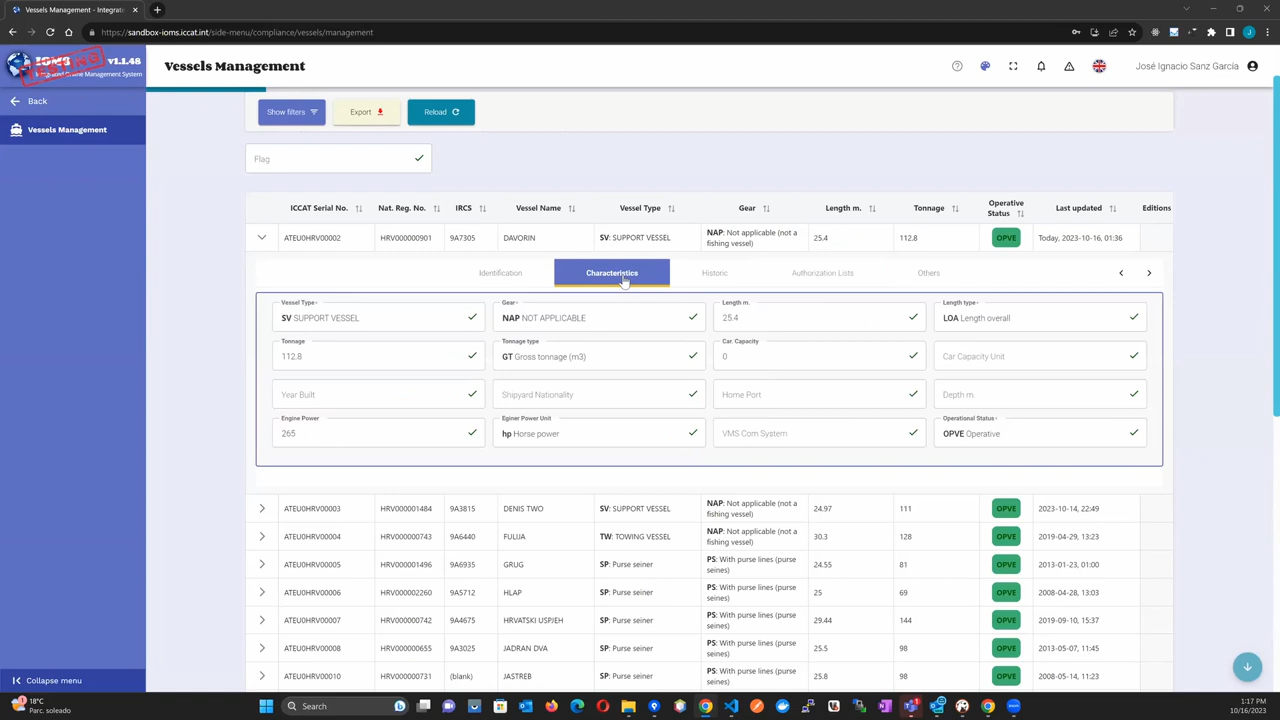 Vessels Management - Integrat
https://sandbox-ioms.iccat.int/side-menu/compliance/vessels/management
IOMS v1.1.48
TESTING
Integrated Online Management System
Vessels Management
José Ignacio Sanz García
Back
Vessels Management
Show filters
Export
Reload
Flag
ICCAT Serial No. Nat. Reg. No. IRCS Vessel Name Vessel Type Gear Length m. Tonnage Operative Status Last updated Editions
ATEU0HRV00002 HRV000000901 9A7305 DAVORIN SV: SUPPORT VESSEL NAP: Not applicable (not a fishing vessel) 25.4 112.8 OPVE Today, 2023-10-16, 01:36
Identification Characteristics Historic Authorization Lists Others
Vessel Type* Gear* Length m. Length type*
SV SUPPORT VESSEL NAP NOT APPLICABLE 25.4 LOA Length overall
Tonnage Tonnage type Car. Capacity
112.8 GT Gross tonnage (m3) 0 Car Capacity Unit
Year Built Shipyard Nationality Home Port Depth m.
Engine Power Eginer Power Unit Operational Status*
265 hp Horse power VMS Com System OPVE Operative
ATEU0HRV00003 HRV000001484 9A3815 DENIS TWO SV: SUPPORT VESSEL NAP: Not applicable (not a fishing vessel) 24.97 111 OPVE 2023-10-14, 22:49
ATEU0HRV00004 HRV000000743 9A6440 FULIJA TW: TOWING VESSEL NAP: Not applicable (not a fishing vessel) 30.3 128 OPVE 2019-04-29, 13:23
ATEU0HRV00005 HRV000001496 9A6935 GRUG SP: Purse seiner PS: With purse lines (purse seines) 24.55 81 OPVE 2013-01-23, 01:00
ATEU0HRV00006 HRV000002260 9A5712 HLAP SP: Purse seiner PS: With purse lines (purse seines) 25 69 OPVE 2008-04-28, 13:03
ATEU0HRV00007 HRV000000742 9A4675 HRVATSKI USPJEH SP: Purse seiner PS: With purse lines (purse seines) 29.44 144 OPVE 2019-09-10, 15:37
ATEU0HRV00008 HRV000000655 9A3025 JADRAN DVA SP: Purse seiner PS: With purse lines (purse seines) 25.5 98 OPVE 2013-05-07, 11:45
ATEU0HRV00010 HRV000000731 (blank) JASTREB SP: Purse seiner PS: With purse lines (purse seines) 25.8 98 OPVE 2008-05-14, 11:23
Collapse menu
18°C
Parc. soleado
Search
1:17 PM
10/16/2023